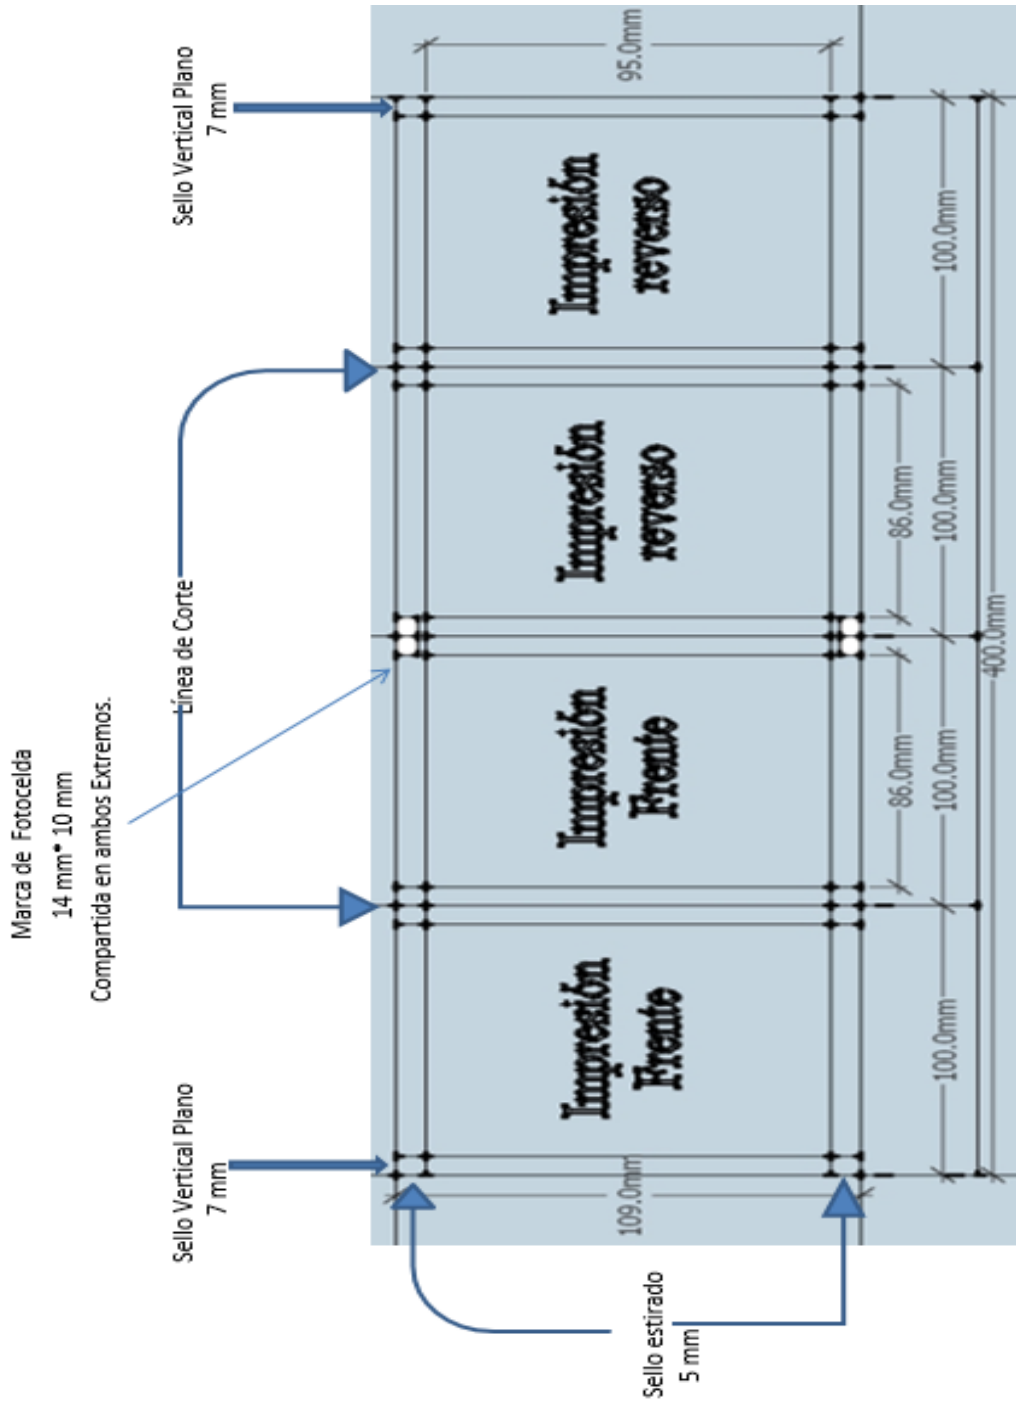 Marca de Fotocelda
14 mm* 10 mm
Compartida en ambos Extremos.
Sello Vertical Plano
7 mm
Línea de Corte
Sello Vertical Plano
7 mm
Sello estirado
5 mm
109.0mm
95.0mm
Impresión
Frente
Impresión
Frente
Impresión
reverso
Impresión
reverso
86.0mm
86.0mm
100.0mm
100.0mm
100.0mm
100.0mm
400.0mm